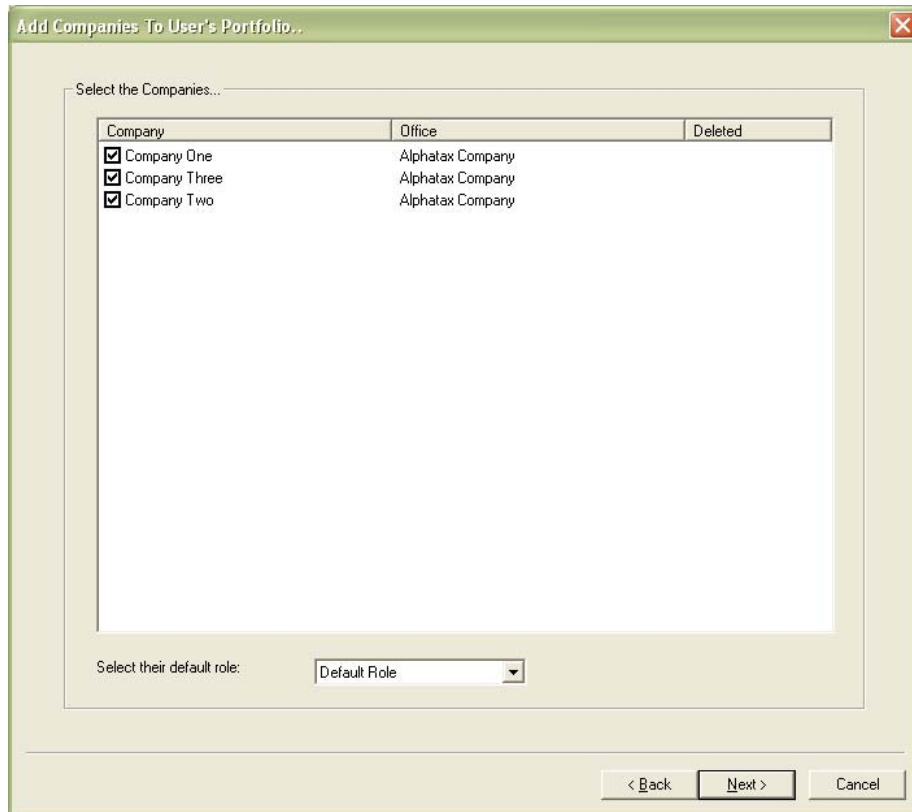 Add Companies To User's Portfolio..
Select the Companies...
Company Office Deleted
Company One Alphatax Company
Company Three Alphatax Company
Company Two Alphatax Company
Select their default role: Default Role
< Back Next > Cancel